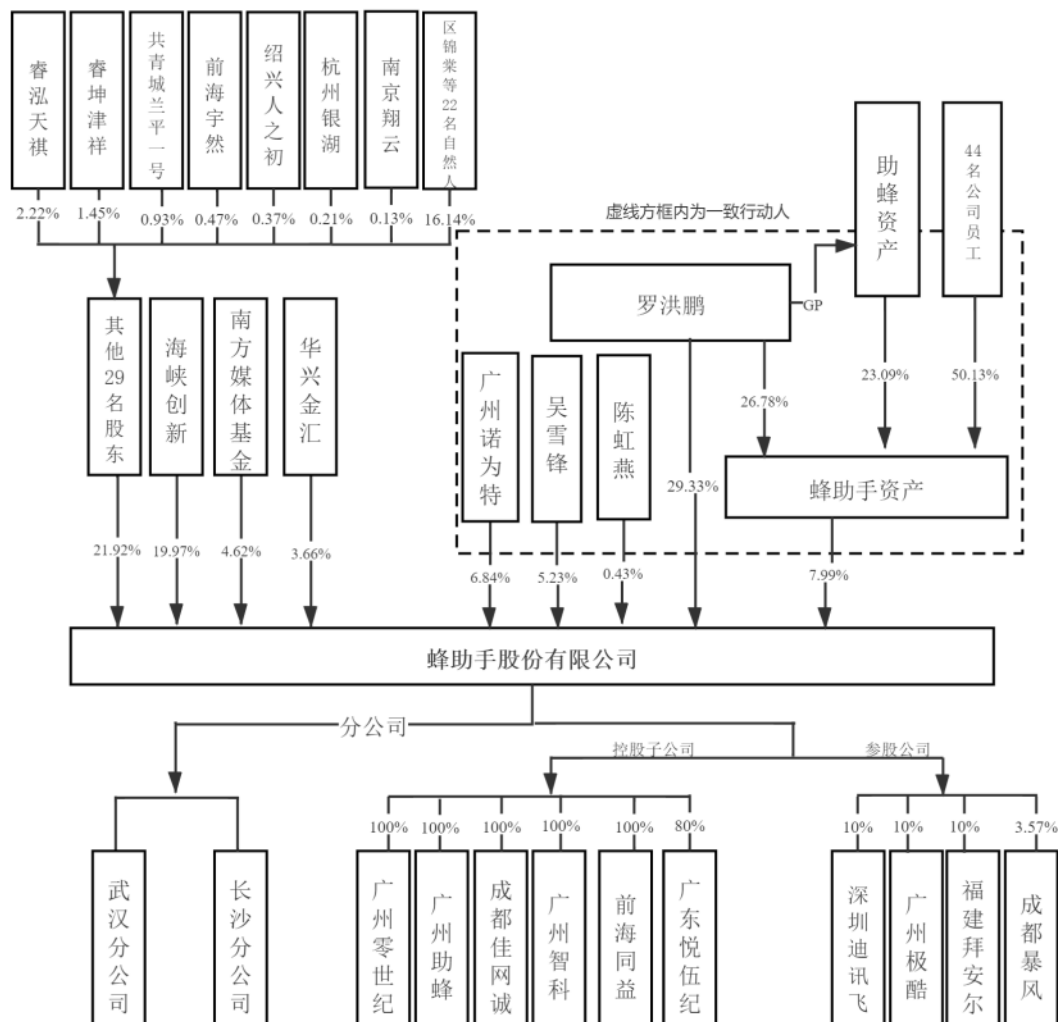 睿泓天祺
睿坤津祥
共青城兰平一号
前海宇然
绍兴人之初
杭州银湖
南京翔云
区锦棠等22名自然人
2.22%
1.45%
0.93%
0.47%
0.37%
0.21%
0.13%
16.14%
助蜂资产
44名公司员工
虚线方框内为一致行动人
罗洪鹏
GP
其他29名股东
海峡创新
南方媒体基金
华兴金汇
广州诺为特
吴雪锋
陈虹燕
26.78%
23.09%
50.13%
蜂助手资产
29.33%
21.92%
19.97%
4.62%
3.66%
6.84%
5.23%
0.43%
7.99%
蜂助手股份有限公司
分公司
控股子公司
参股公司
100%
100%
100%
100%
100%
80%
10%
10%
10%
3.57%
武汉分公司
长沙分公司
广州零世纪
广州助蜂
成都佳网诚
广州智科
前海同益
广东悦伍纪
深圳迪讯飞
广州极酷
福建拜安尔
成都暴风